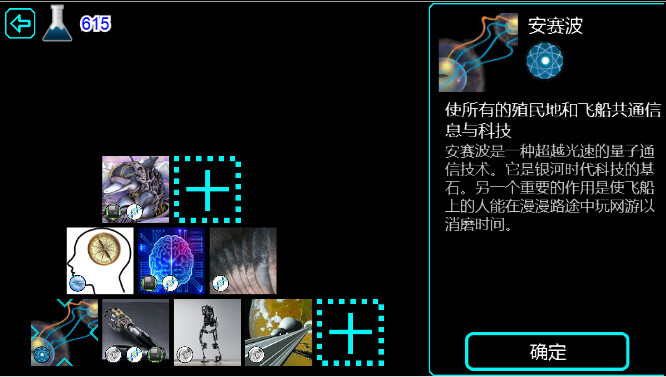 615
安赛波
使所有的殖民地和飞船共通信
息与科技
安赛波是一种超越光速的量子通
信技术。它是银河时代科技的基
石。另一个重要的作用是使飞船
上的人能在漫漫路途中玩网游以
消磨时间。
确定